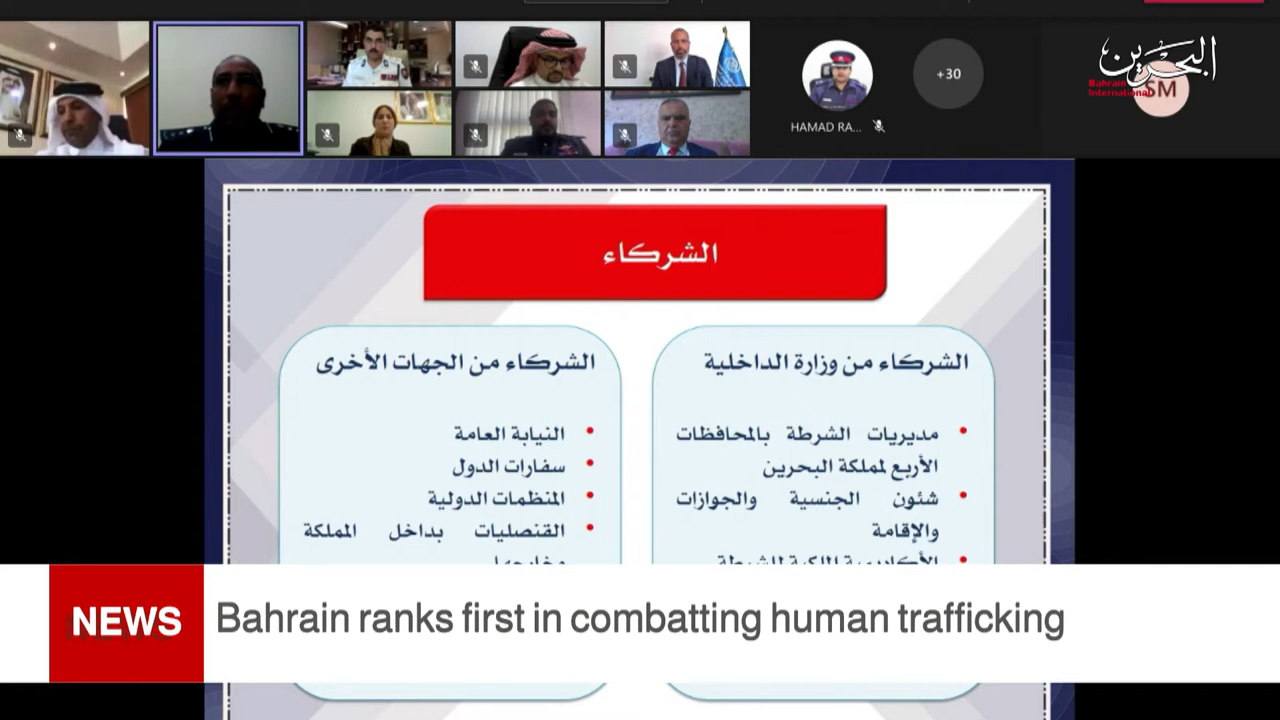 +30
HAMAD RA...
SM
البحرين
Bahrain
International
الشركاء
الشركاء من وزارة الداخلية
مديريات الشرطة بالمحافظات
الأربع لمملكة البحرين
شئون الجنسية والجوازات
والإقامة
الأكاديمية الملكية للشرطة
الشركاء من الجهات الأخرى
النيابة العامة
سفارات الدول
المنظمات الدولية
القنصليات بداخل المملكة
وخارجها
NEWS
Bahrain ranks first in combatting human trafficking